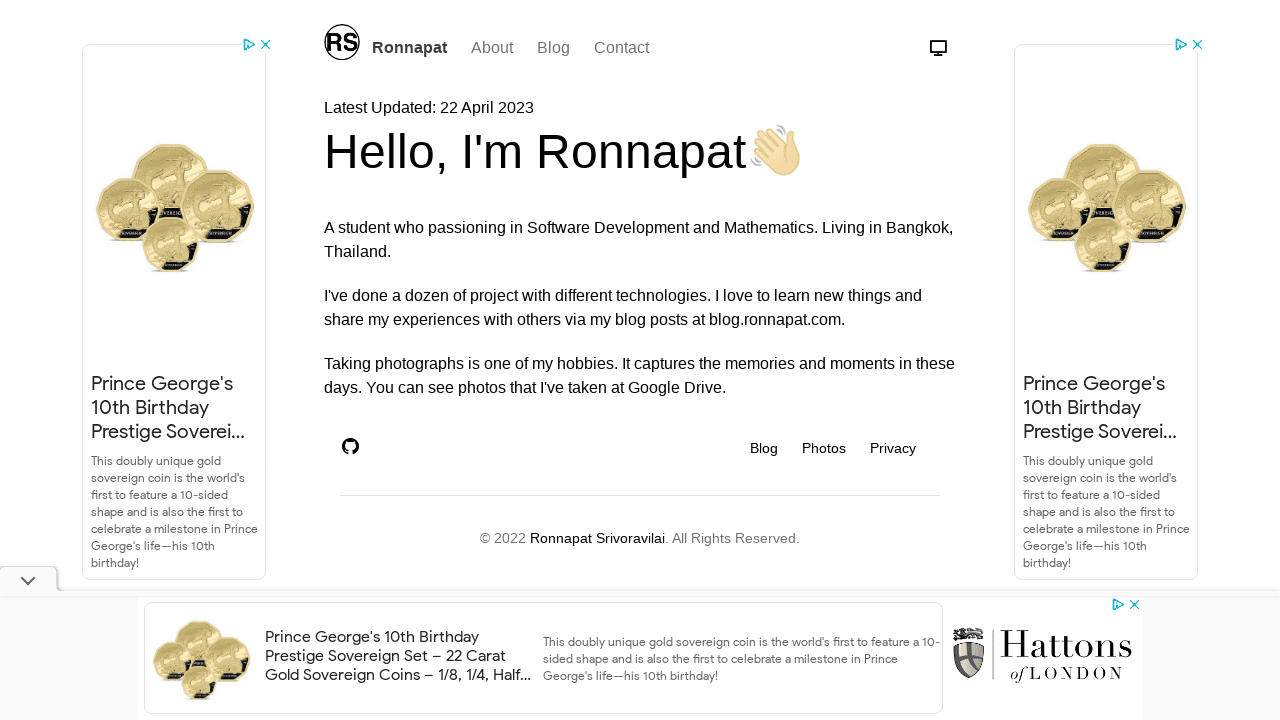 RS
Ronnapat About Blog Contact
Latest Updated: 22 April 2023
Hello, I'm Ronnapat
A student who passioning in Software Development and Mathematics. Living in Bangkok,
Thailand.
I've done a dozen of project with different technologies. I love to learn new things and
share my experiences with others via my blog posts at blog.ronnapat.com.
Taking photographs is one of my hobbies. It captures the memories and moments in these
days. You can see photos that I've taken at Google Drive.
Blog Photos Privacy
© 2022 Ronnapat Srivoravilai. All Rights Reserved.
Prince George's
10th Birthday
Prestige Soverei...
This doubly unique gold
sovereign coin is the world's
first to feature a 10-sided
shape and is also the first to
celebrate a milestone in Prince
George's life—his 10th
birthday!
Prince George's
10th Birthday
Prestige Soverei...
This doubly unique gold
sovereign coin is the world's
first to feature a 10-sided
shape and is also the first to
celebrate a milestone in Prince
George's life—his 10th
birthday!
Prince George's 10th Birthday
Prestige Sovereign Set – 22 Carat
Gold Sovereign Coins – 1/8, 1/4, Half...
This doubly unique gold sovereign coin is the world's first to feature a 10-
sided shape and is also the first to celebrate a milestone in Prince
George's life—his 10th birthday!
Hattons
of LONDON